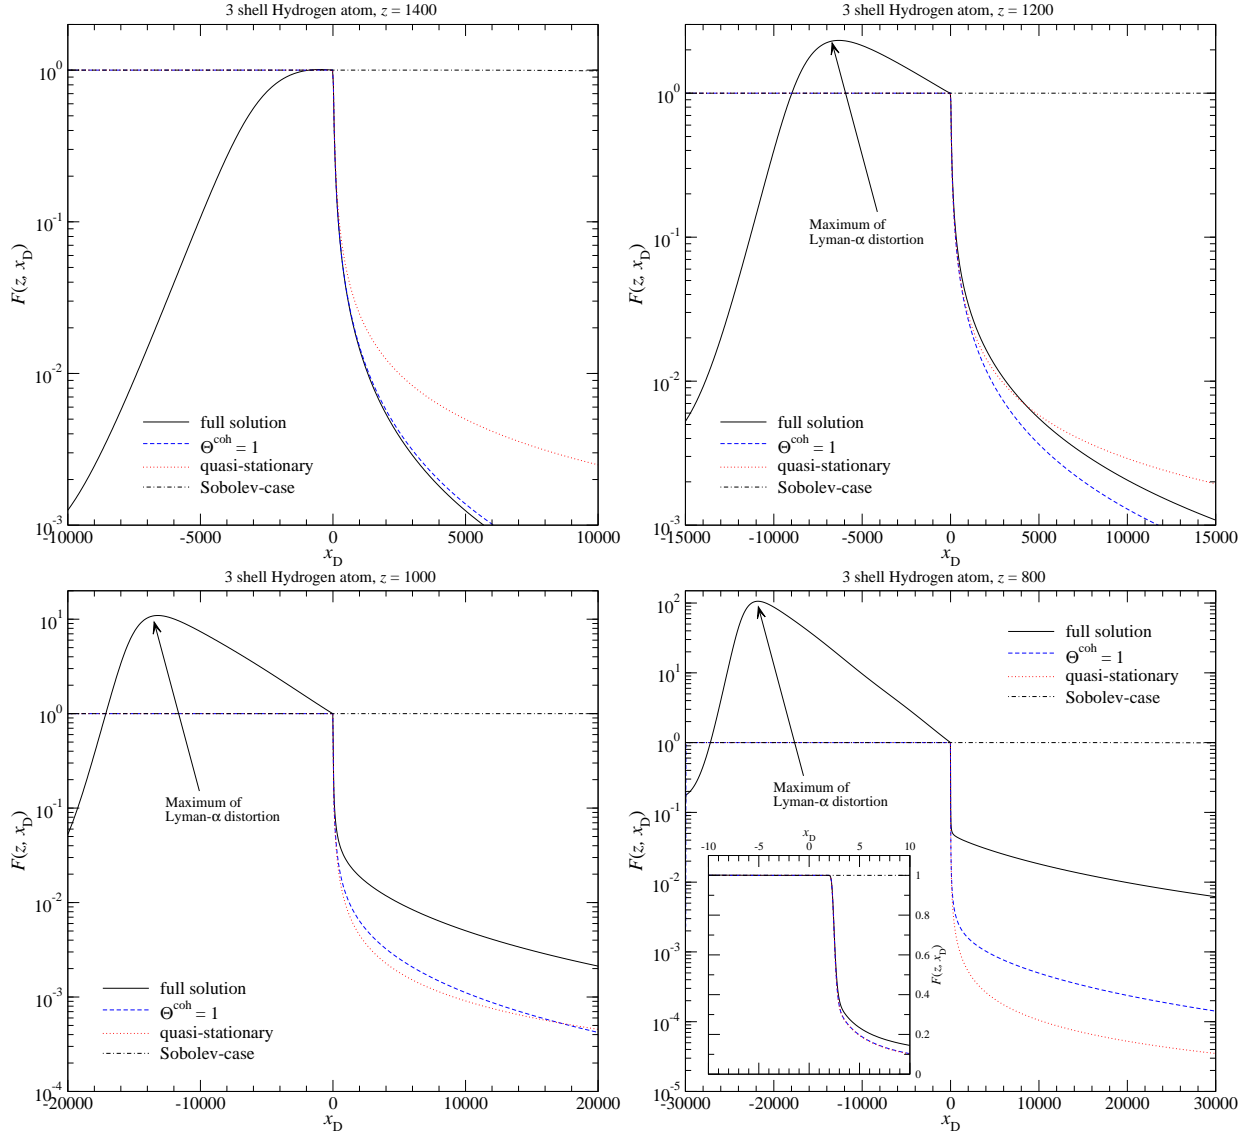 3 shell Hydrogen atom, z = 1400
10^0
10^-1
10^-2
10^-3
F(z, x_D)
full solution
Θ^coh = 1
quasi-stationary
Sobolev-case
-10000 -5000 0 5000 10000
x_D
3 shell Hydrogen atom, z = 1200
10^0
10^-1
10^-2
10^-3
F(z, x_D)
Maximum of
Lyman-α distortion
full solution
Θ^coh = 1
quasi-stationary
Sobolev-case
-15000 -10000 -5000 0 5000 10000 15000
x_D
3 shell Hydrogen atom, z = 1000
10^1
10^0
10^-1
10^-2
10^-3
10^-4
F(z, x_D)
Maximum of
Lyman-α distortion
full solution
Θ^coh = 1
quasi-stationary
Sobolev-case
-20000 -10000 0 10000 20000
x_D
3 shell Hydrogen atom, z = 800
10^2
10^1
10^0
10^-1
10^-2
10^-3
10^-4
10^-5
F(z, x_D)
full solution
Θ^coh = 1
quasi-stationary
Sobolev-case
Maximum of
Lyman-α distortion
x_D
-10 -5 0 5 10
1
0.8
0.6
0.4
0.2
0
F(z, x_D)
-30000 -20000 -10000 0 10000 20000 30000
x_D